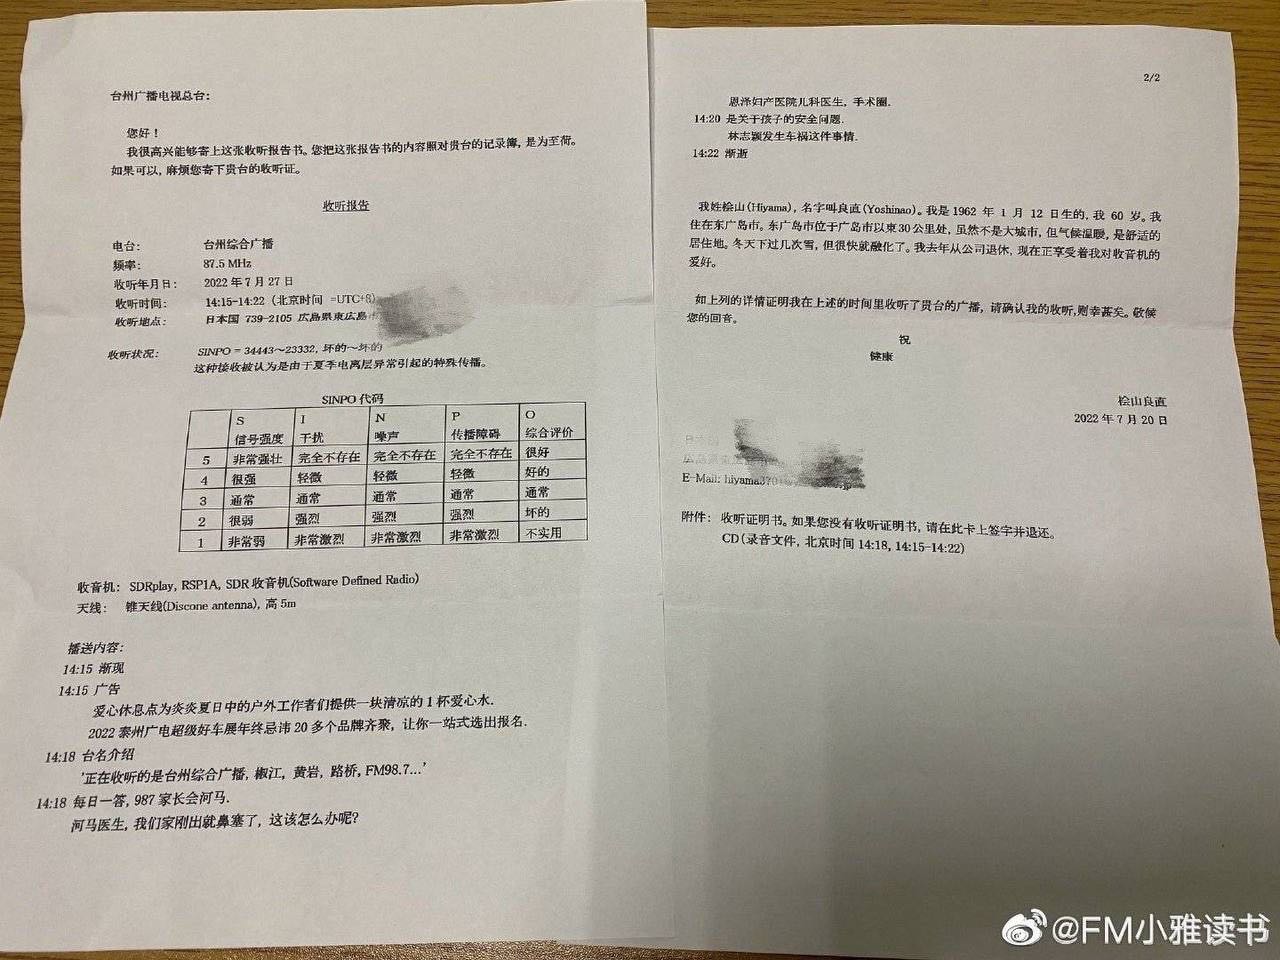 台州广播电视总台：
您好！
我很高兴能够寄上这张收听报告书。您把这张报告书的内容照对贵台的记录簿，是为至荷。
如果可以，麻烦您寄下贵台的收听证。
收听报告
电台： 台州综合广播
频率： 87.5 MHz
收听年月日： 2022 年 7 月 27 日
收听时间： 14:15-14:22（北京时间 =UTC+8）
收听地点： 日本国 739-2105 広島県東広島市
收听状况： SINPO = 34443～23332, 坏的～坏的
这种接收被认为是由于夏季电离层异常引起的特殊传播。
SINPO 代码
S I N P O
信号强度 干扰 噪声 传播障碍 综合评价
5 非常强壮 完全不存在 完全不存在 完全不存在 很好
4 很强 轻微 轻微 轻微 好的
3 通常 通常 通常 通常 通常
2 很弱 强烈 强烈 强烈 坏的
1 非常弱 非常激烈 非常激烈 非常激烈 不实用
收音机： SDRplay, RSP1A, SDR 收音机(Software Defined Radio)
天线： 锥天线(Discone antenna), 高 5m
播送内容：
14:15 渐现
14:15 广告
爱心休息点为炎炎夏日中的户外工作者们提供一块清凉的 1 杯爱心水.
2022 泰州广电超级好车展年终忌讳 20 多个品牌齐聚，让你一站式选出报名.
14:18 台名介绍
'正在收听的是台州综合广播, 椒江, 黄岩, 路桥, FM98.7...'
14:18 每日一答, 987 家长会河马.
河马医生, 我们家刚出就鼻塞了，这该怎么办呢?
2/2
恩泽妇产医院儿科医生, 手术圈.
14:20 是关于孩子的安全问题.
林志颖发生车祸这件事情.
14:22 渐逝
我姓桧山(Hiyama)，名字叫良直(Yoshinao)。我是 1962 年 1 月 12 日生的, 我 60 岁。我
住在东广岛市。东广岛市位于广岛市以東 30 公里处, 虽然不是大城市，但气候温暖，是舒适的
居住地。冬天下过几次雪，但很快就融化了。我去年从公司退休，现在正享受着我对收音机的
爱好。
如上列的详情证明我在上述的时间里收听了贵台的广播，请确认我的收听,则幸甚矣。敬候
您的回音。
祝
健康
桧山良直
2022 年 7 月 20 日
E-Mail: hiyama370
附件： 收听证明书。如果您没有收听证明书，请在此卡上签字并退还。
CD（录音文件, 北京时间 14:18, 14:15-14:22）
@FM小雅读书